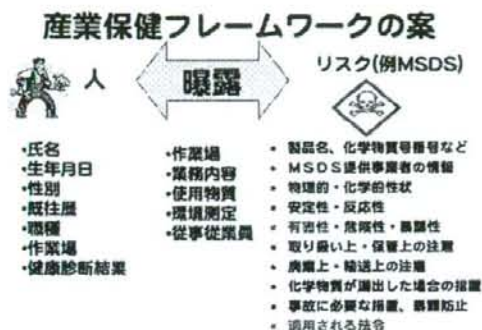 産業保健フレームワークの案
人
曝露
リスク(例MSDS)
・氏名
・生年月日
・性別
・既往歴
・職種
・作業場
・健康診断結果
・作業場
・業務内容
・使用物質
・環境測定
・従事従業員
• 製品名、化学物質号番号など
• MSDS提供事業者の情報
• 物理的・化学的性状
• 安定性・反応性
• 有害性・危険性・暴露性
• 取り扱い上・保管上の注意
• 廃棄上・輸送上の注意
• 化学物質が漏出した場合の措置
• 事故に必要な措置、暴露防止
• 適用される法令